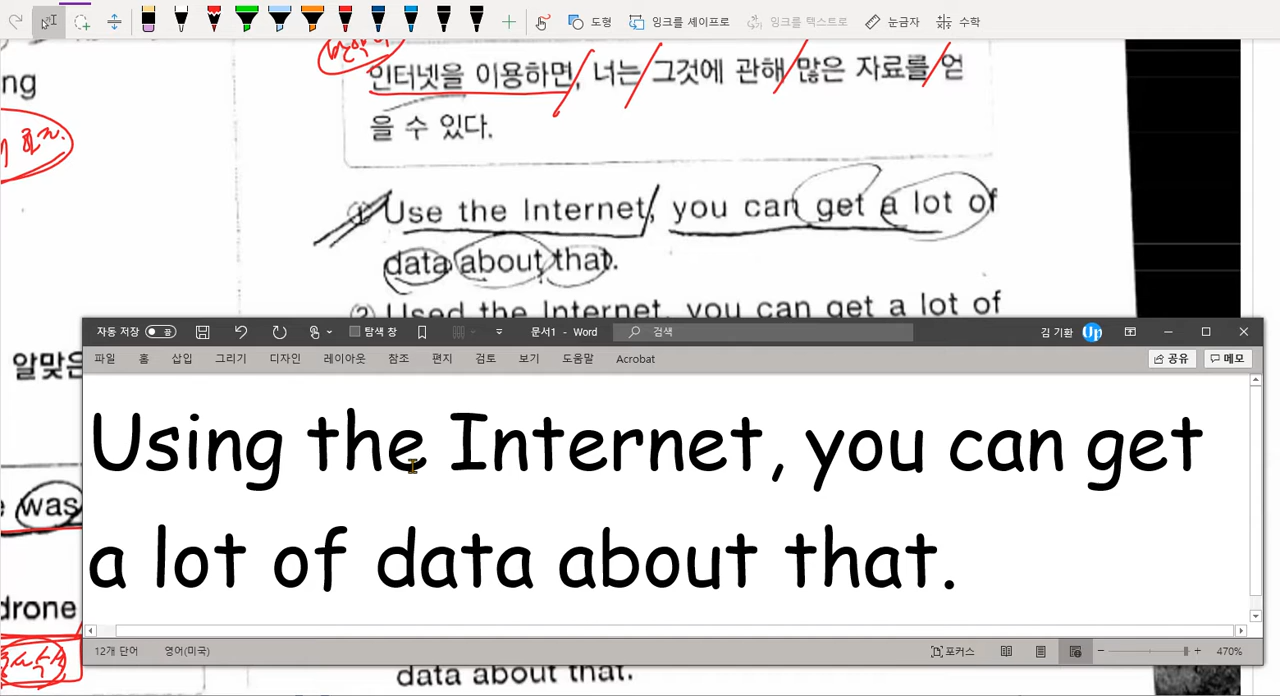 도형
잉크를 셰이프로
잉크를 텍스트로
눈금자
수학
ng
인터넷을 이용하면, 너는 그것에 관해 많은 자료를 얻
을 수 있다.
① Use the Internet, you can get a lot of
data about that.
② Used the Internet, you can get a lot of
알맞은
was
drone
자동 저장
끔
탐색 창
문서1 - Word
검색
김 기환
파일
홈
삽입
그리기
디자인
레이아웃
참조
편지
검토
보기
도움말
Acrobat
공유
메모
Using the Internet, you can get
a lot of data about that.
12개 단어
영어(미국)
포커스
470%
data about that.